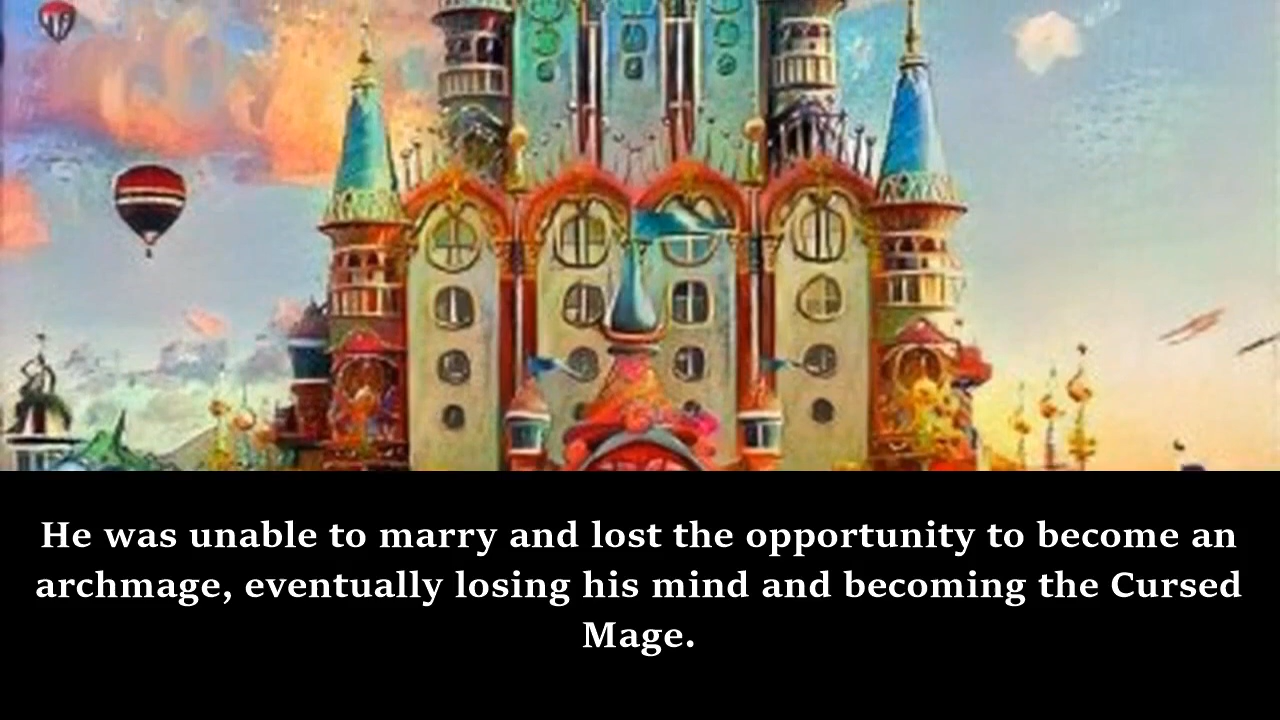 He was unable to marry and lost the opportunity to become an
archmage, eventually losing his mind and becoming the Cursed
Mage.